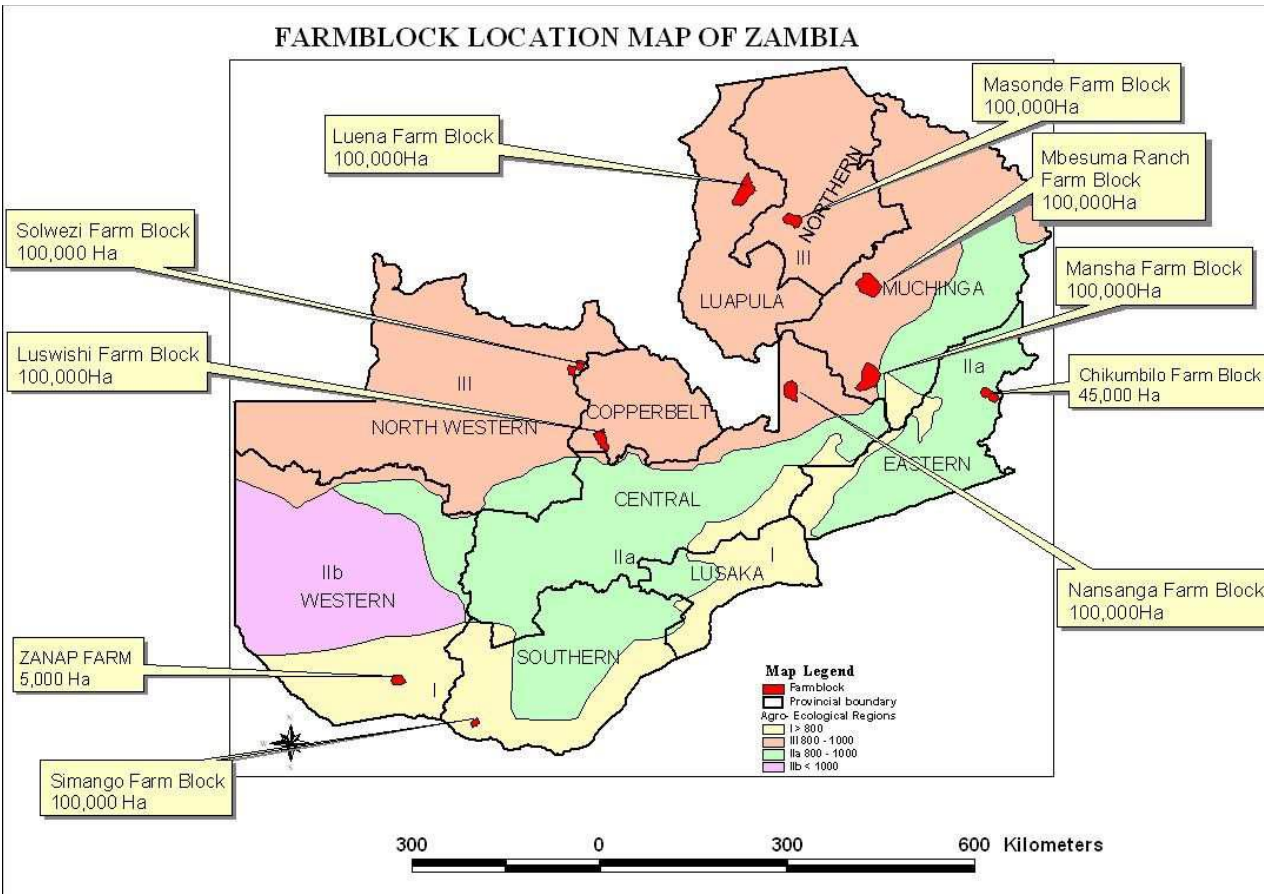 FARMBLOCK LOCATION MAP OF ZAMBIA
Masonde Farm Block
100,000Ha
Luena Farm Block
100,000Ha
Mbesuma Ranch
Farm Block
100,000Ha
Solwezi Farm Block
100,000 Ha
Mansha Farm Block
100,000Ha
Luswishi Farm Block
100,000Ha
Chikumbilo Farm Block
45,000 Ha
NORTHERN
III
LUAPULA
MUCHINGA
III
NORTH WESTERN
COPPERBELT
IIa
EASTERN
CENTRAL
IIa
I
LUSAKA
IIb
WESTERN
SOUTHERN
I
Nansanga Farm Block
100,000Ha
ZANAP FARM
5,000 Ha
Simango Farm Block
100,000 Ha
Map Legend
Farmblock
Provincial boundary
Agro- Ecological Regions
I > 800
III 800 - 1000
IIa 800 - 1000
IIb < 1000
300 0 300 600 Kilometers